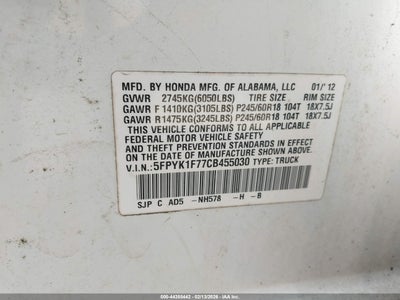 MFD. BY HONDA MFG. OF ALABAMA, LLC 01/'12
GVWR 2745KG(6050LBS) TIRE SIZE RIM SIZE
GAWR F 1410KG(3105LBS) P245/60R18 104T 18X7.5J
GAWR R 1475KG(3245LBS) P245/60R18 104T 18X7.5J
THIS VEHICLE CONFORMS TO ALL APPLICABLE
FEDERAL MOTOR VEHICLE SAFETY
AND THEFT PREVENTION STANDARDS IN EFFECT
ON THE DATE OF MANUFACTURE SHOWN ABOVE.
V.I.N.:5FPYK1F77CB455030 TYPE:TRUCK
SJP C AD5 -NH578 -H -B